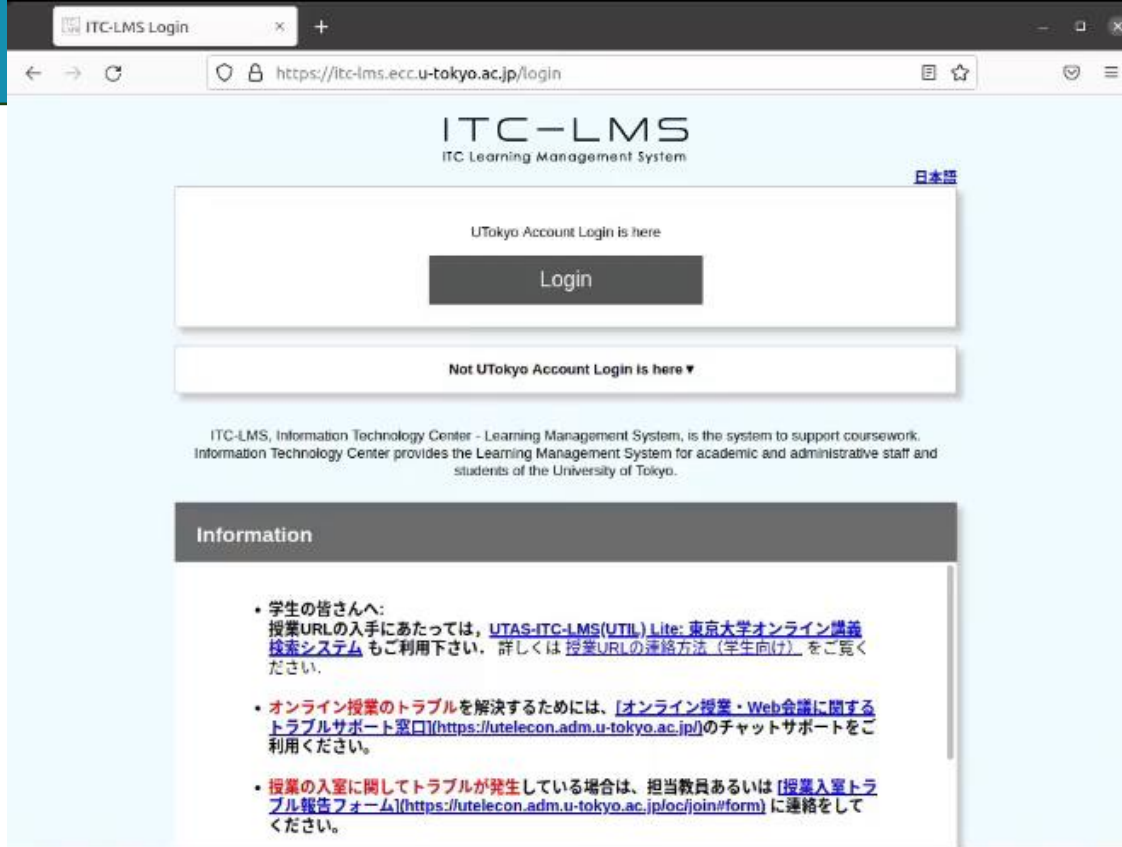 ITC-LMS Login
https://itc-lms.ecc.u-tokyo.ac.jp/login
ITC-LMS
ITC Learning Management System
日本語
UTokyo Account Login is here
Login
Not UTokyo Account Login is here ▼
ITC-LMS, Information Technology Center - Learning Management System, is the system to support coursework.
Information Technology Center provides the Learning Management System for academic and administrative staff and
students of the University of Tokyo.
Information
• 学生の皆さんへ:
授業URLの入手にあたっては，UTAS-ITC-LMS(UTIL) Lite: 東京大学オンライン講義
検索システム もご利用下さい．詳しくは 授業URLの連絡方法（学生向け） をご覧く
ださい．
• オンライン授業のトラブルを解決するためには、[オンライン授業・Web会議に関する
トラブルサポート窓口](https://utelecon.adm.u-tokyo.ac.jp/)のチャットサポートをご
利用ください。
• 授業の入室に関してトラブルが発生している場合は、担当教員あるいは [授業入室トラ
ブル報告フォーム](https://utelecon.adm.u-tokyo.ac.jp/oc/join#form) に連絡をして
ください。